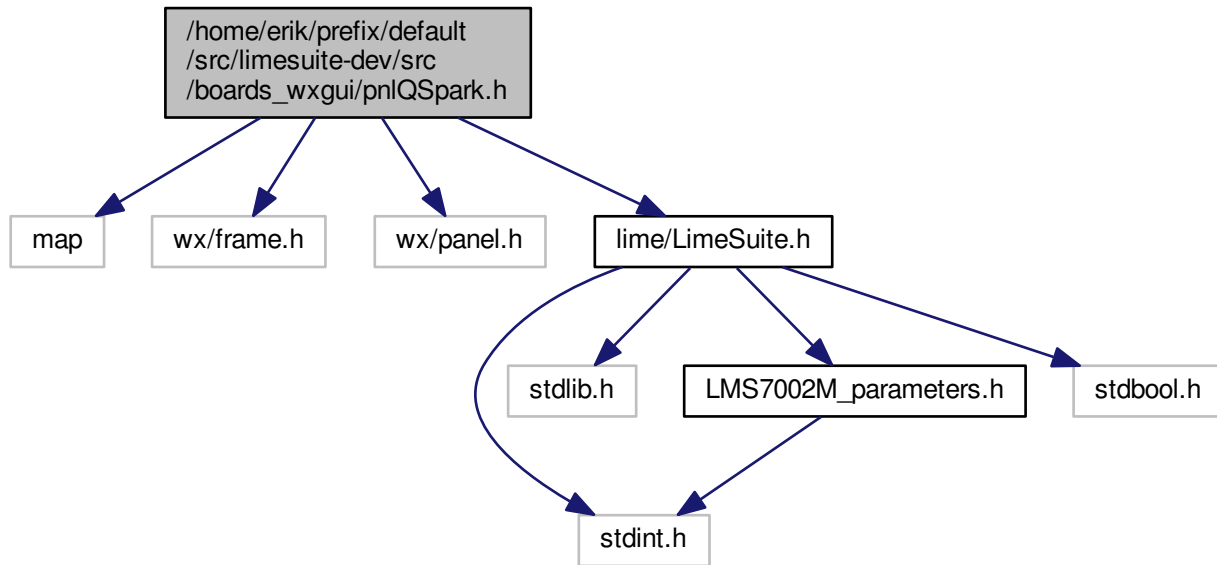 /home/erik/prefix/default
/src/limesuite-dev/src
/boards_wxgui/pnlQSpark.h
map
wx/frame.h
wx/panel.h
lime/LimeSuite.h
stdlib.h
LMS7002M_parameters.h
stdbool.h
stdint.h